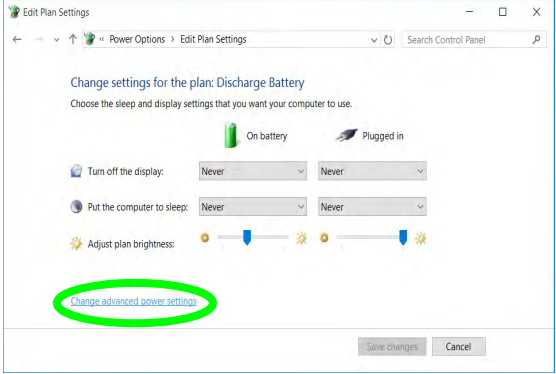 Edit Plan Settings
« Power Options > Edit Plan Settings
Search Control Panel
Change settings for the plan: Discharge Battery
Choose the sleep and display settings that you want your computer to use.
On battery
Plugged in
Turn off the display: Never Never
Put the computer to sleep: Never Never
Adjust plan brightness:
Change advanced power settings
Save changes Cancel